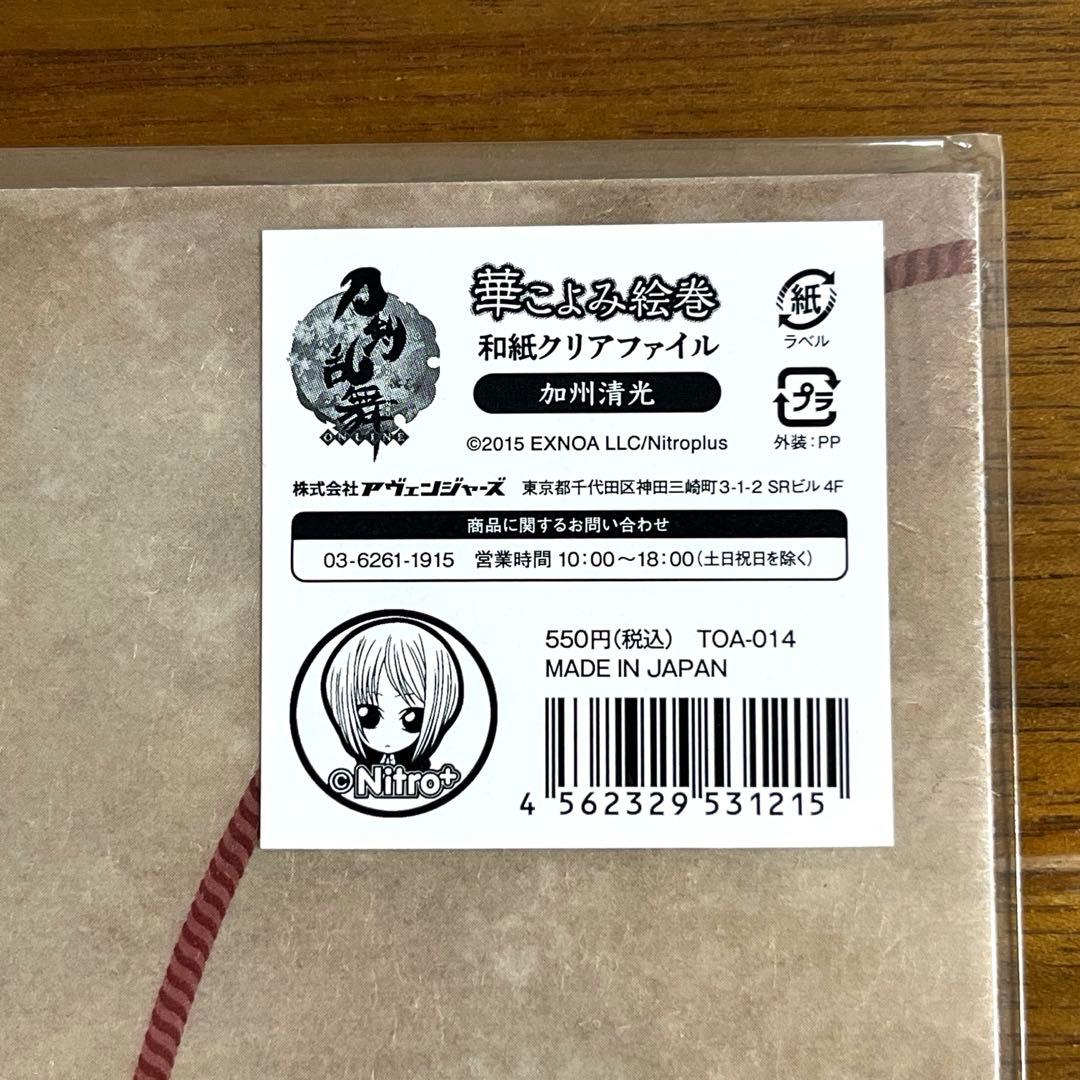 刀剣乱舞
ONLINE
華こよみ絵巻
和紙クリアファイル
加州清光
©2015 EXNOA LLC/Nitroplus
紙
ラベル
プラ
外装:PP
株式会社アヴェンジャーズ 東京都千代田区神田三崎町3-1-2 SRビル 4F
商品に関するお問い合わせ
03-6261-1915 営業時間 10:00〜18:00(土日祝日を除く)
550円(税込) TOA-014
MADE IN JAPAN
©Nitro+
4 562329 531215